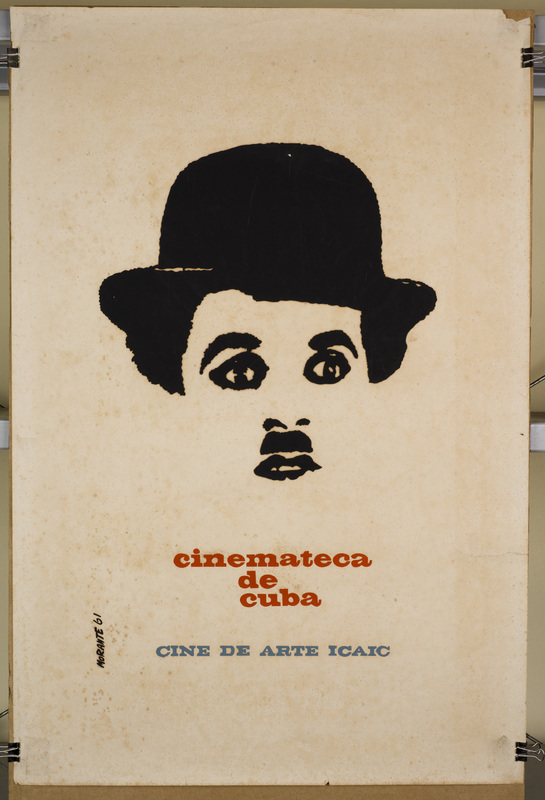 cinemateca
de
cuba
CINE DE ARTE ICAIC
MORANTE 61